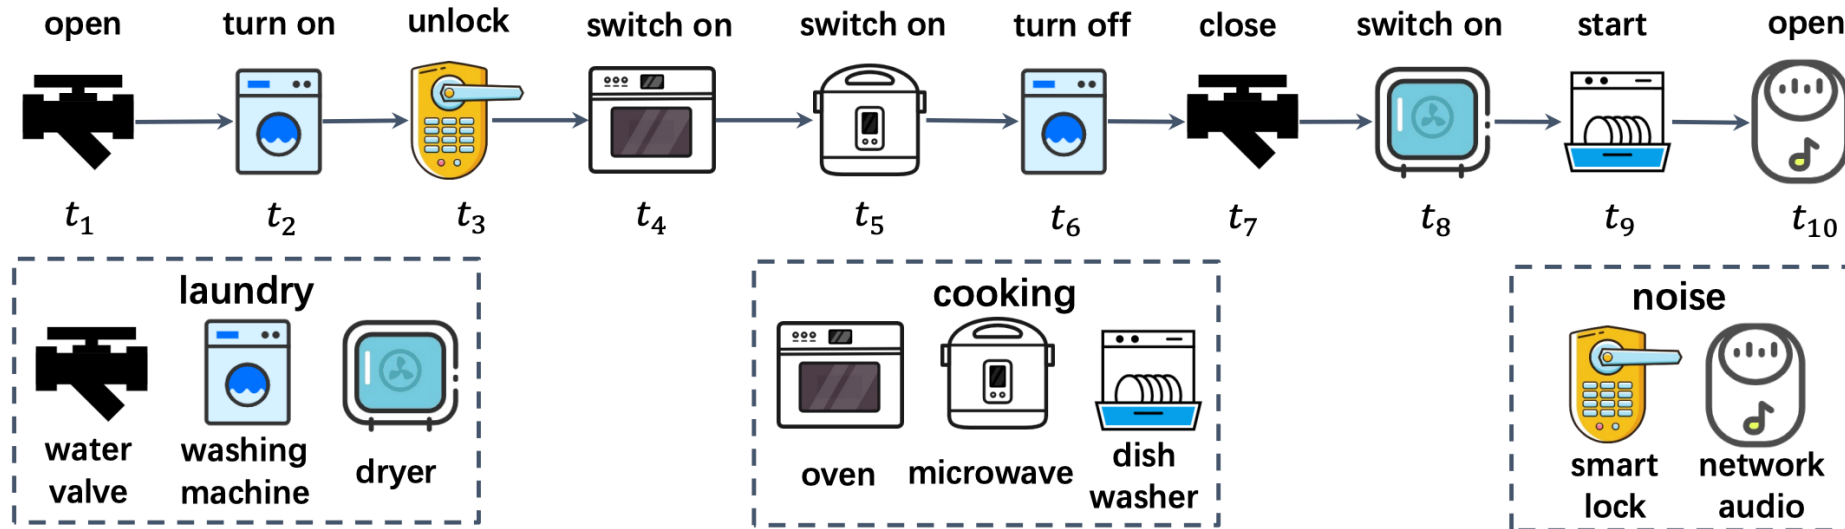 open turn on unlock switch on switch on turn off close switch on start open
t₁ t₂ t₃ t₄ t₅ t₆ t₇ t₈ t₉ t₁₀
laundry
water
valve
washing
machine
dryer
cooking
oven
microwave
dish
washer
noise
smart
lock
network
audio